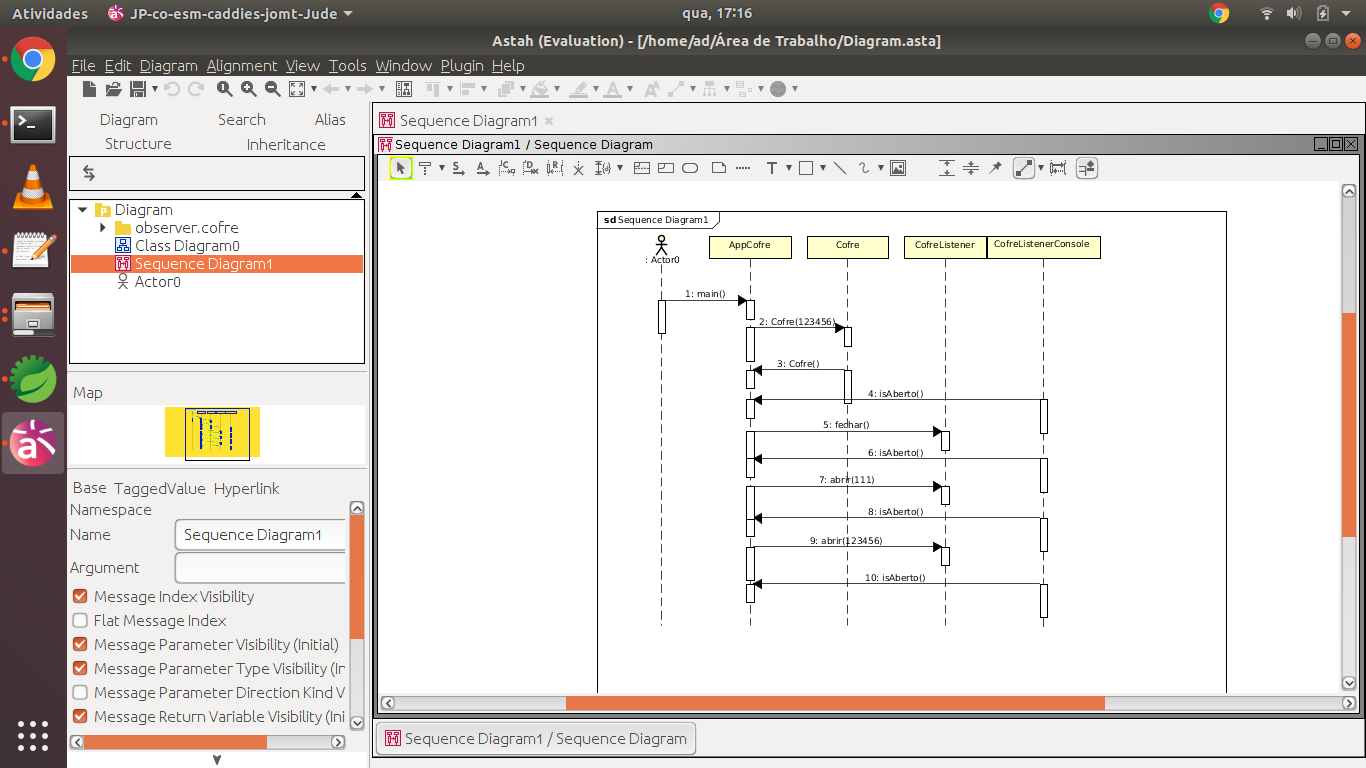 Atividades JP-co-esm-caddies-jomt-Jude qua, 17:16
Astah (Evaluation) - [/home/ad/Área de Trabalho/Diagram.asta]
File Edit Diagram Alignment View Tools Window Plugin Help
Diagram Search Alias
Structure Inheritance
Diagram
observer.cofre
Class Diagram0
Sequence Diagram1
Actor0
Map
Base TaggedValue Hyperlink
Namespace
Name Sequence Diagram1
Argument
Message Index Visibility
Flat Message Index
Message Parameter Visibility (Initial)
Message Parameter Type Visibility (In
Message Parameter Direction Kind V
Message Return Variable Visibility (Ini
Sequence Diagram1
Sequence Diagram1 / Sequence Diagram
sd Sequence Diagram1
: Actor0 AppCofre Cofre CofreListener CofreListenerConsole
1: main()
2: Cofre(123456)
3: Cofre()
4: isAberto()
5: fedhar()
6: isAberto()
7: abrir(111)
8: isAberto()
9: abrir(123456)
10: isAberto()
Sequence Diagram1 / Sequence Diagram